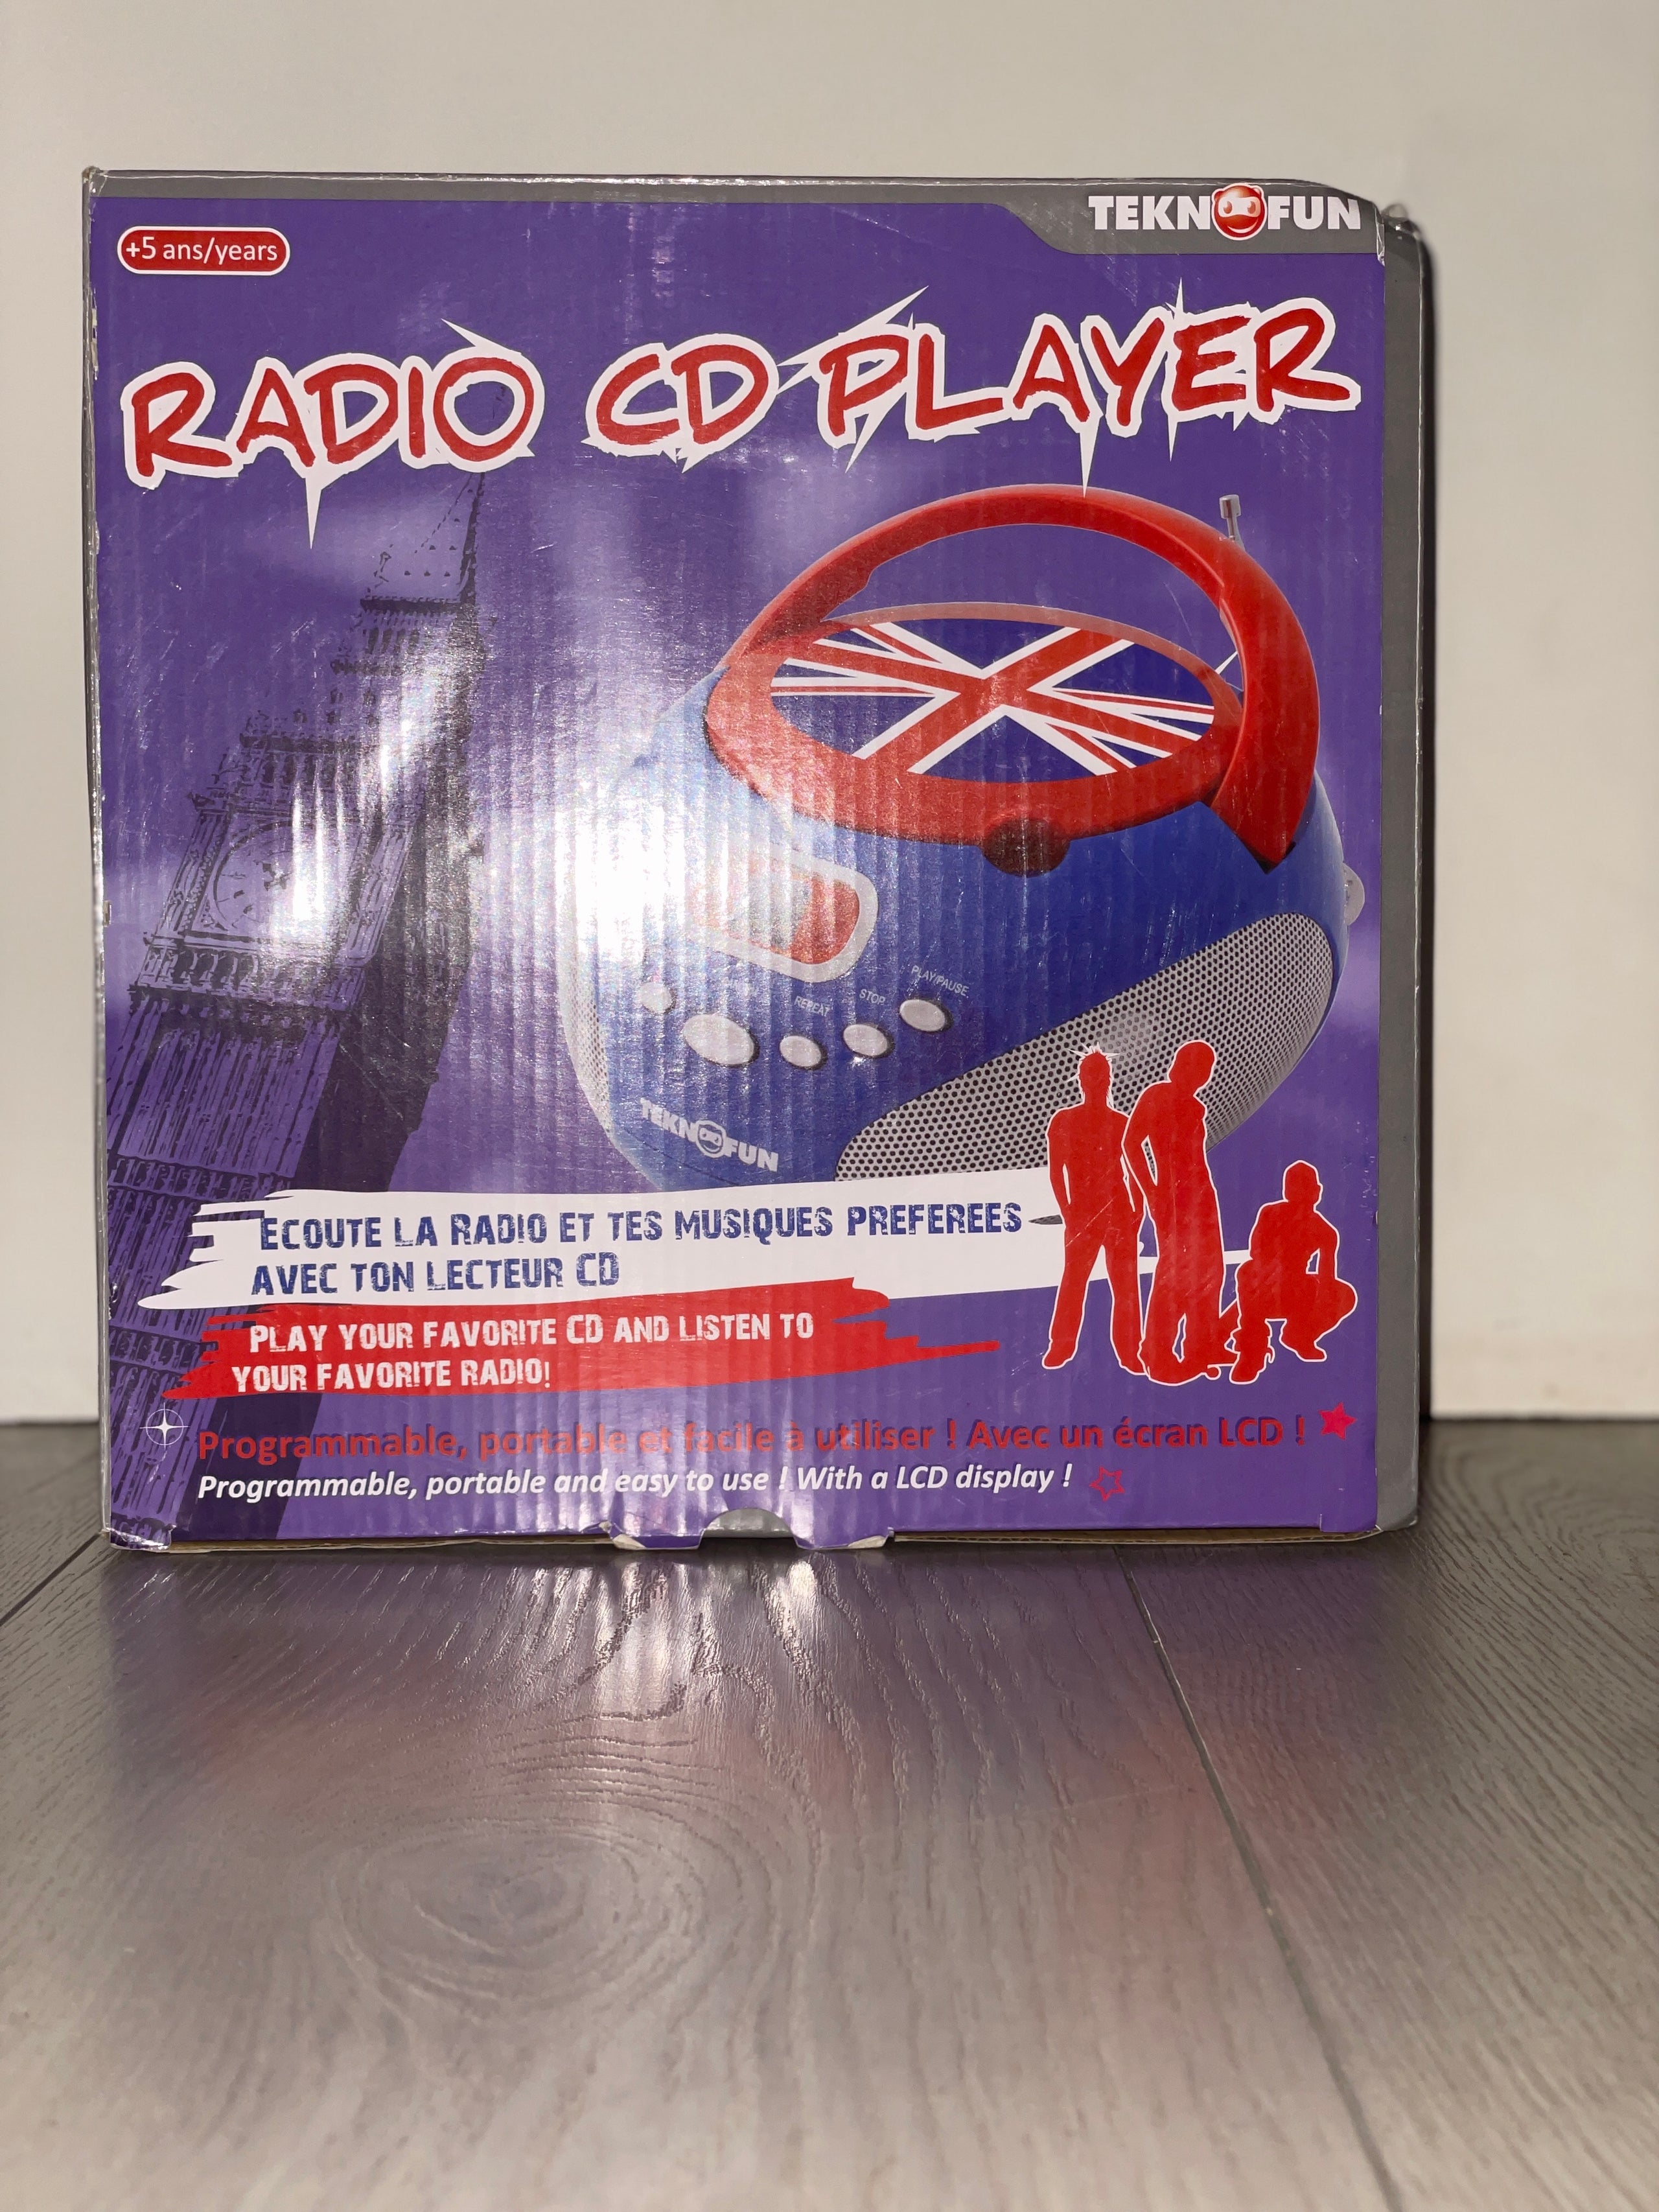 TEKNOFUN
+5 ans/years
RADIO CD PLAYER
PLAY/PAUSE
STOP
REPEAT
TEKNOFUN
ECOUTE LA RADIO ET TES MUSIQUES PREFEREES
AVEC TON LECTEUR CD
PLAY YOUR FAVORITE CD AND LISTEN TO
YOUR FAVORITE RADIO!
Programmable, portable et facile à utiliser ! Avec un écran LCD !
Programmable, portable and easy to use ! With a LCD display !